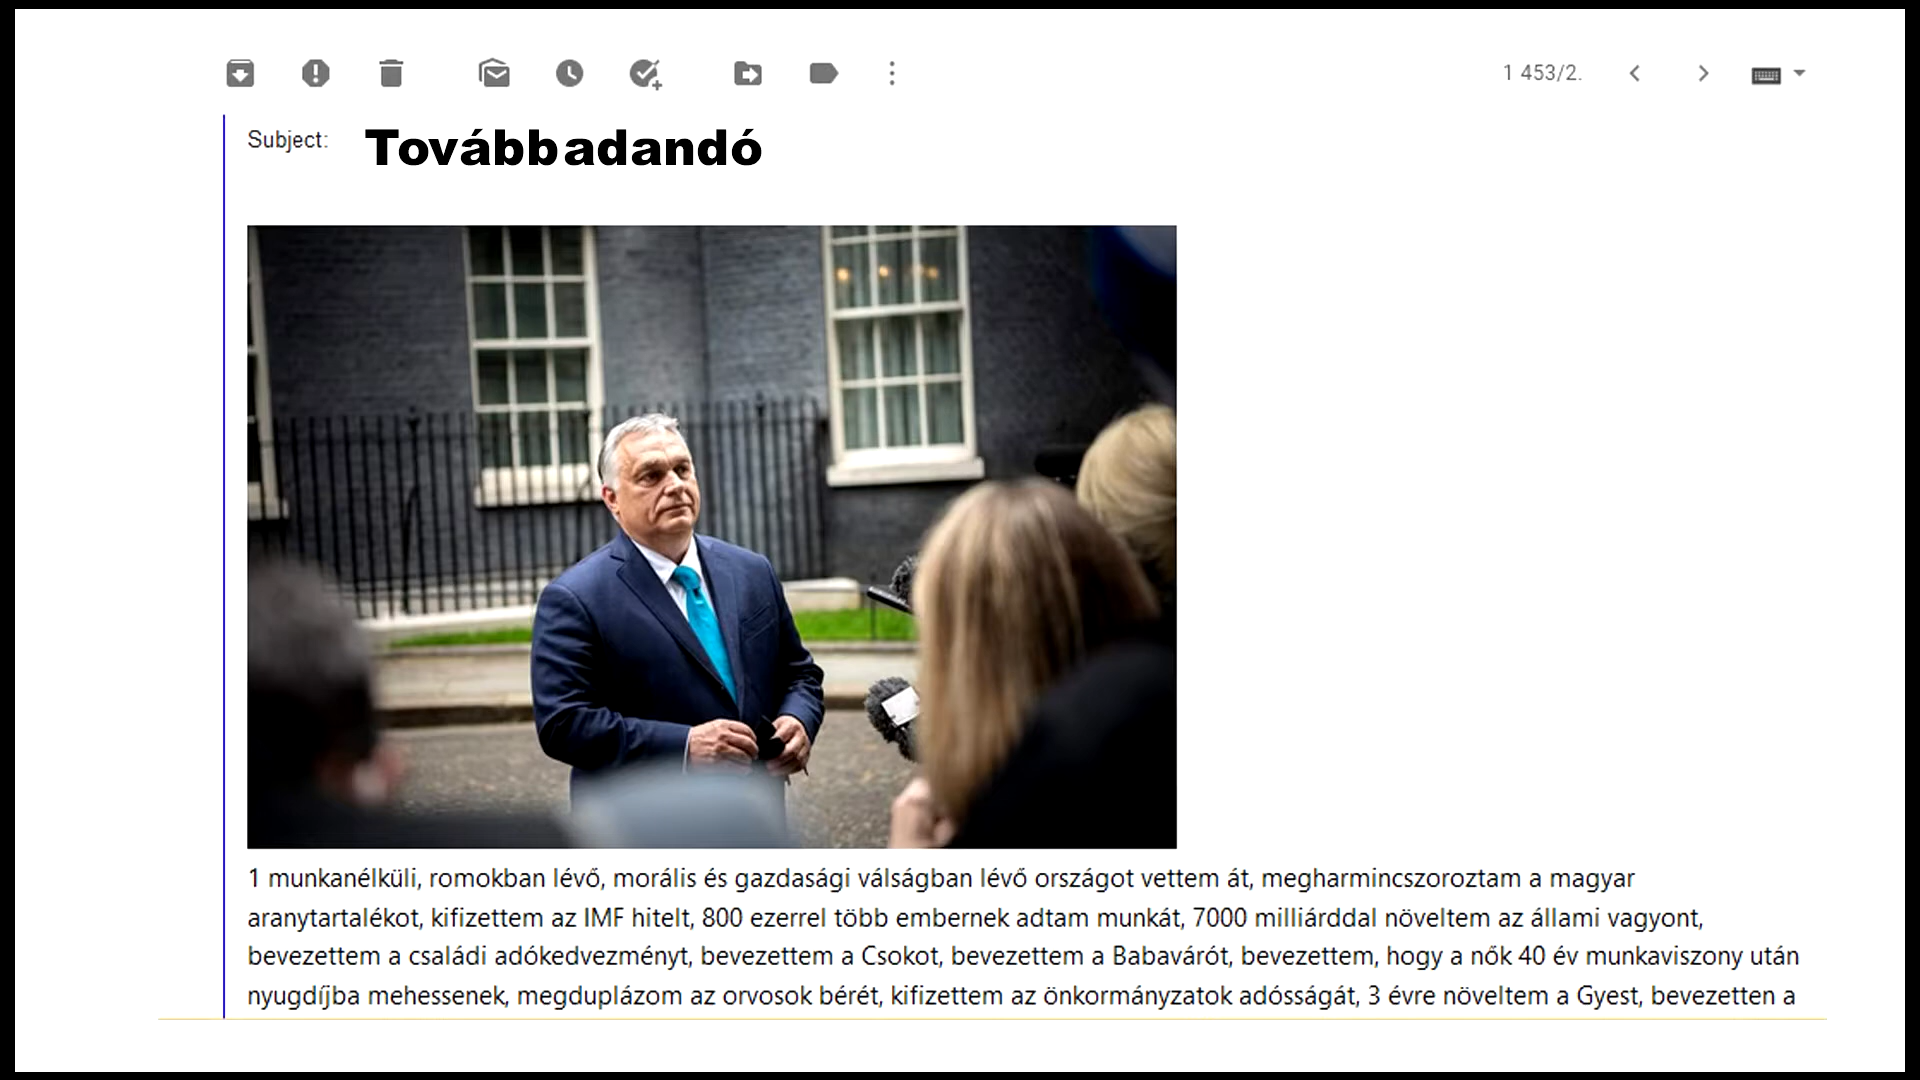 1 453/2.
Subject: Továbbadandó
1 munkanélküli, romokban lévő, morális és gazdasági válságban lévő országot vettem át, megharmincszoroztam a magyar
aranytartalékot, kifizettem az IMF hitelt, 800 ezerrel több embernek adtam munkát, 7000 milliárddal növeltem az állami vagyont,
bevezettem a családi adókedvezményt, bevezettem a Csokot, bevezettem a Babavárót, bevezettem, hogy a nők 40 év munkaviszony után
nyugdíjba mehessenek, megduplázom az orvosok bérét, kifizettem az önkormányzatok adósságát, 3 évre növeltem a Gyest, bevezetten a